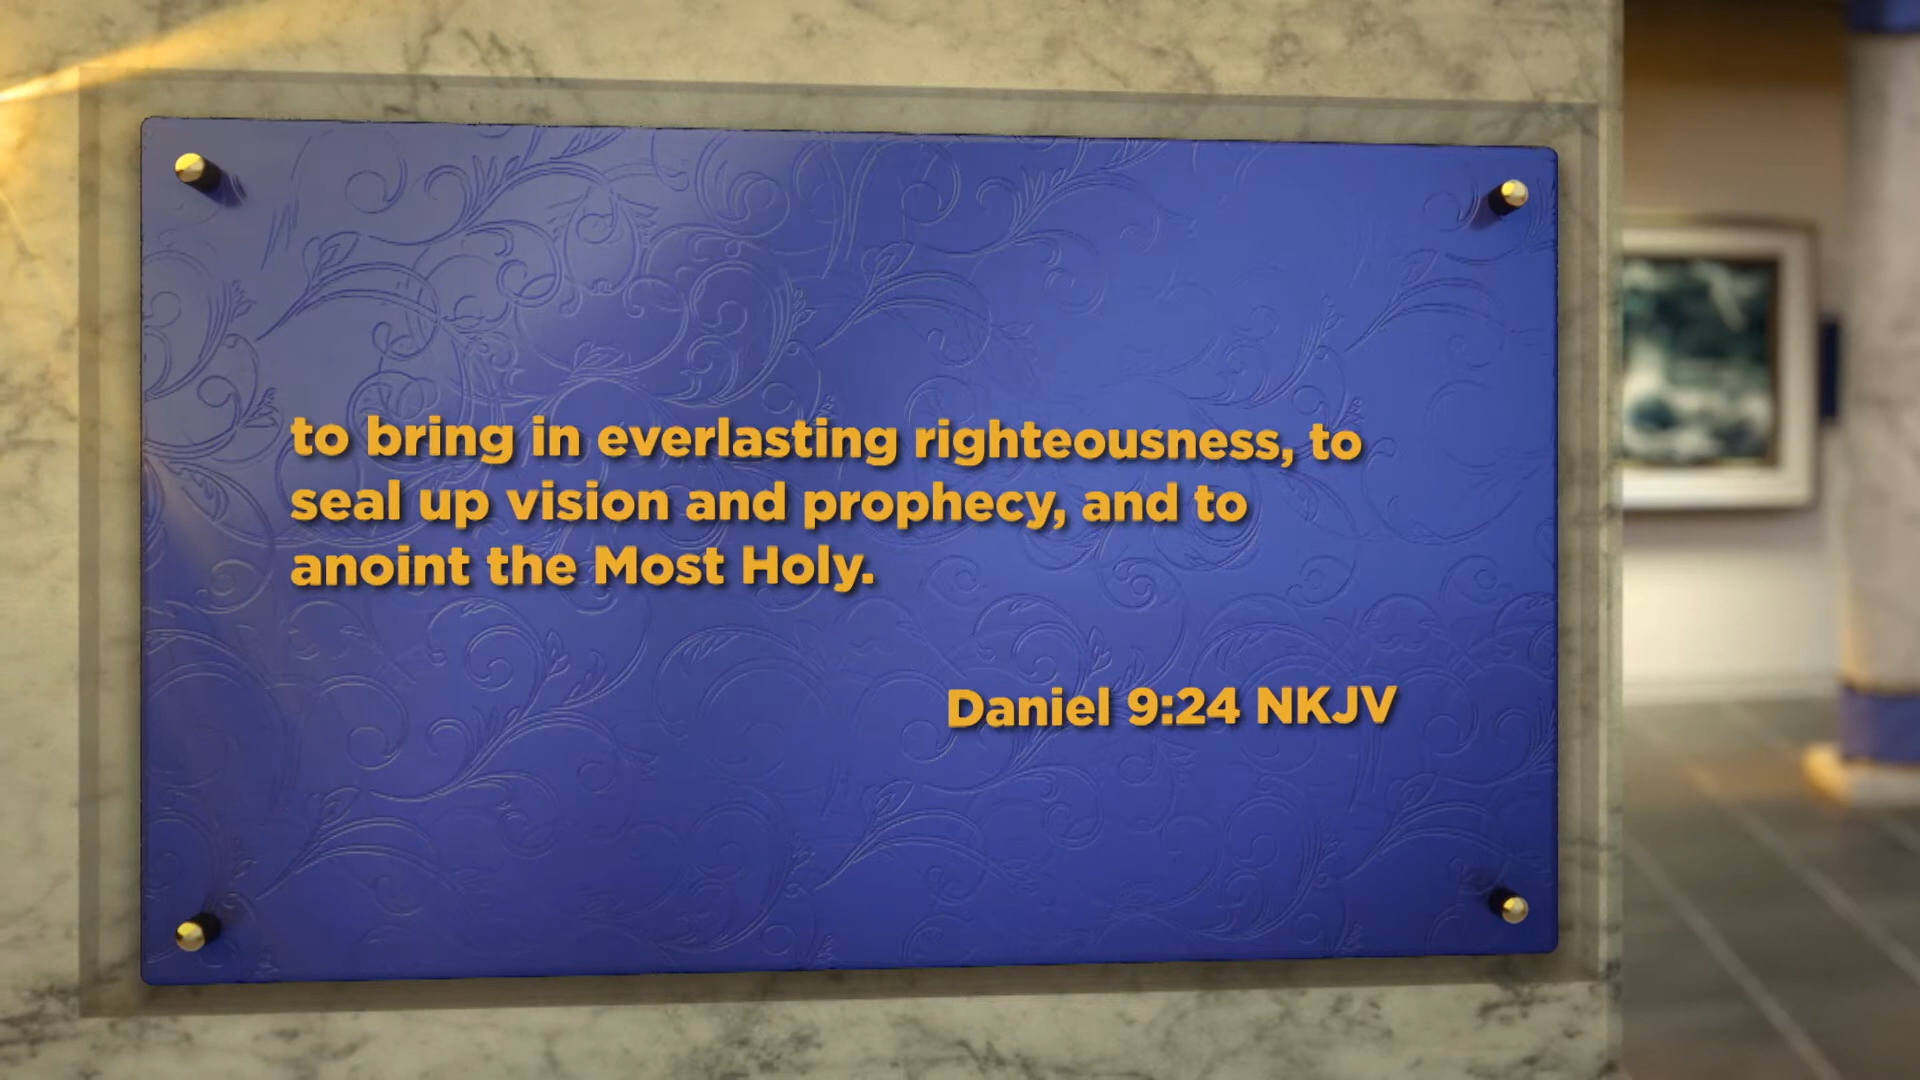 to bring in everlasting righteousness, to
seal up vision and prophecy, and to
anoint the Most Holy.
Daniel 9:24 NKJV